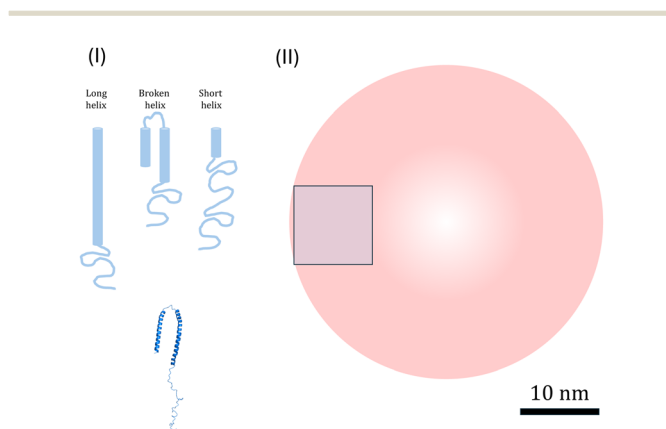 (I)
(II)
Long
helix
Broken
helix
Short
helix
10 nm